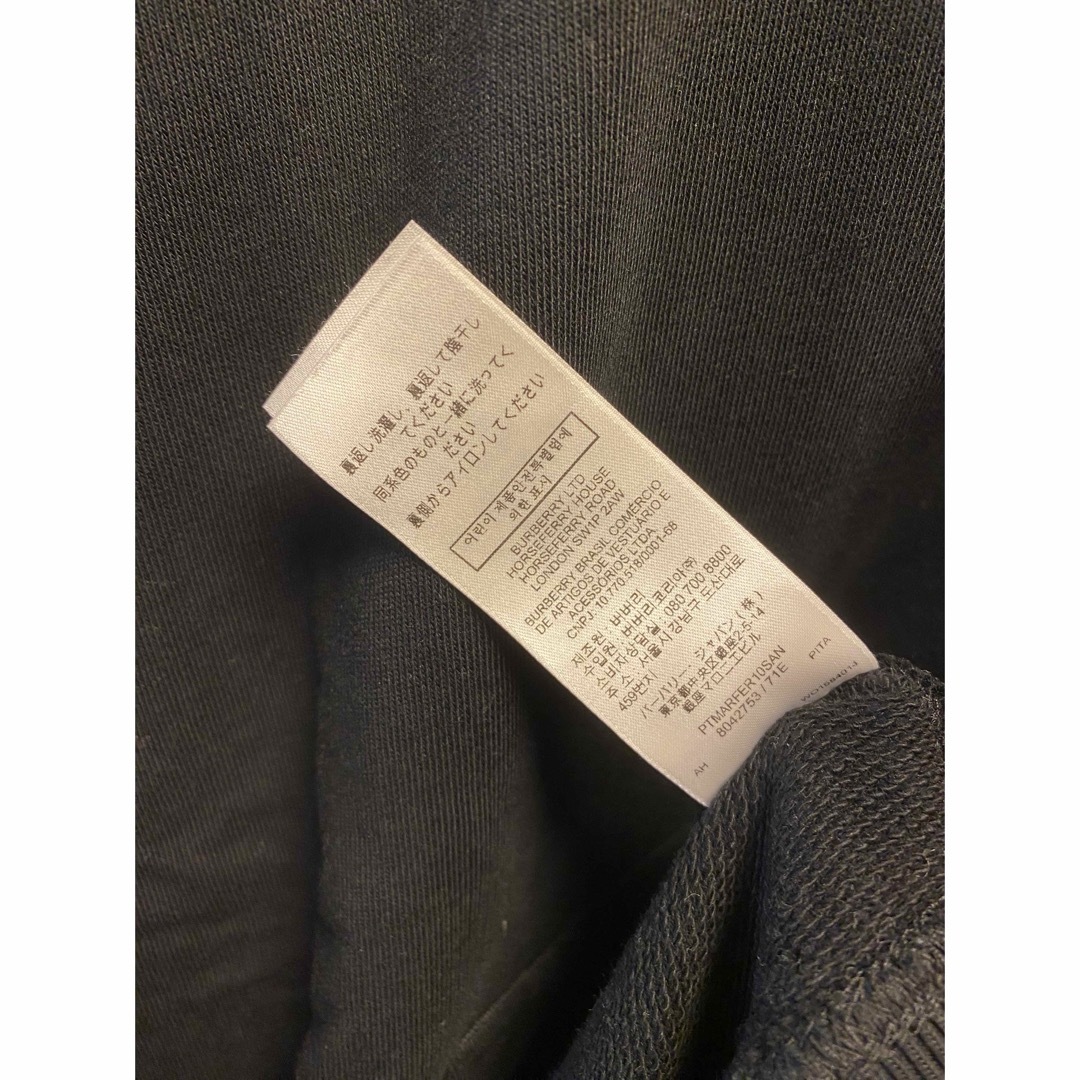 裏返し洗濯し、裏返して陰干し
てください
同系色のものと一緒に洗ってく
ださい
裏側からアイロンしてください
어린이 제품안전특별법에
의한 표시
BURBERRY LTD
HORSEFERRY HOUSE
HORSEFERRY ROAD
LONDON SW1P 2AW
BURBERRY BRASIL COMERCIO
DE ARTIGOS DE VESTUÁRIO E
ACESSÓRIOS LTDA
CNPJ: 10.770.518/0001-68
제조원: 버버리
수입원: 버버리코리아㈜
소비자상담실 080 700 8800
주 소: 서울시강남구 도산대로
459번지
バーバリー・ジャパン(株)
東京都中央区銀座2-5-14
銀座マロニエビル
PTMARFER10SAN P/TA
8042753 /71E
AH